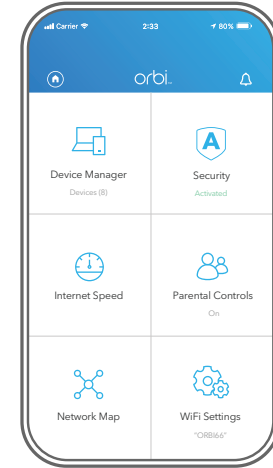 Carrier
2:33
80%
orbi
Device Manager
Devices (8)
A
Security
Activated
Internet Speed
Parental Controls
On
Network Map
WiFi Settings
"ORBI66"